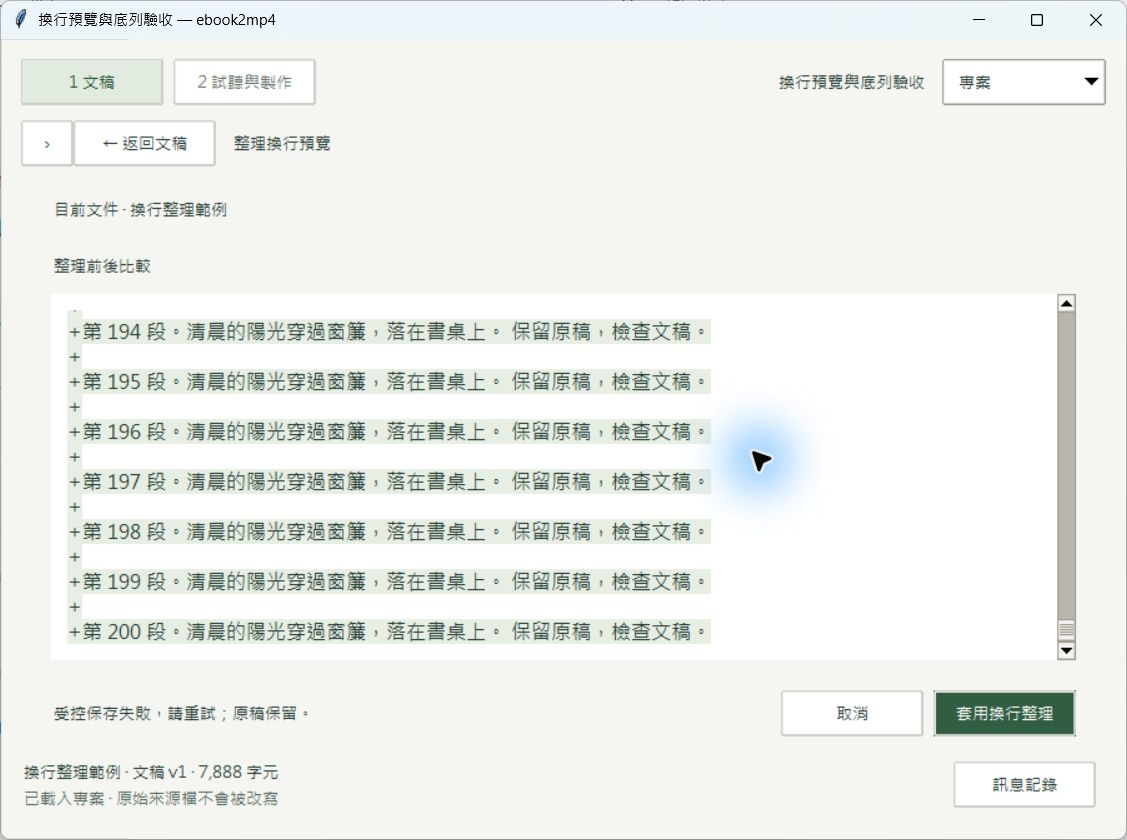 換行預覽與底列驗收 — ebook2mp4
1 文稿
2 試聽與製作
換行預覽與底列驗收
專案
›
← 返回文稿
整理換行預覽
目前文件 · 換行整理範例
整理前後比較
+第 194 段。清晨的陽光穿過窗簾，落在書桌上。 保留原稿，檢查文稿。
+
+第 195 段。清晨的陽光穿過窗簾，落在書桌上。 保留原稿，檢查文稿。
+
+第 196 段。清晨的陽光穿過窗簾，落在書桌上。 保留原稿，檢查文稿。
+
+第 197 段。清晨的陽光穿過窗簾，落在書桌上。 保留原稿，檢查文稿。
+
+第 198 段。清晨的陽光穿過窗簾，落在書桌上。 保留原稿，檢查文稿。
+
+第 199 段。清晨的陽光穿過窗簾，落在書桌上。 保留原稿，檢查文稿。
+
+第 200 段。清晨的陽光穿過窗簾，落在書桌上。 保留原稿，檢查文稿。
受控保存失敗，請重試；原稿保留。
取消
套用換行整理
換行整理範例 · 文稿 v1 · 7,888 字元
已載入專案 · 原始來源檔不會被改寫
訊息記錄